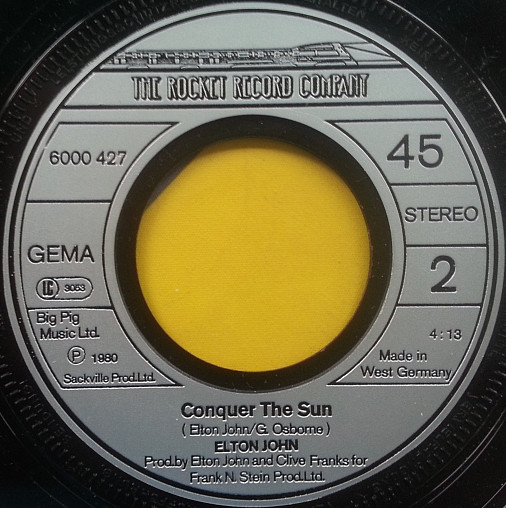 THE ROCKET RECORD COMPANY
6000 427
45
STEREO
GEMA
LC 3053
2
Big Pig
Music Ltd.
4:13
Ⓟ 1980
Made in
West Germany
Sackville Prod.Ltd.
Conquer The Sun
( Elton John/G. Osborne )
ELTON JOHN
Prod.by Elton John and Clive Franks for
Frank N. Stein Prod.Ltd.